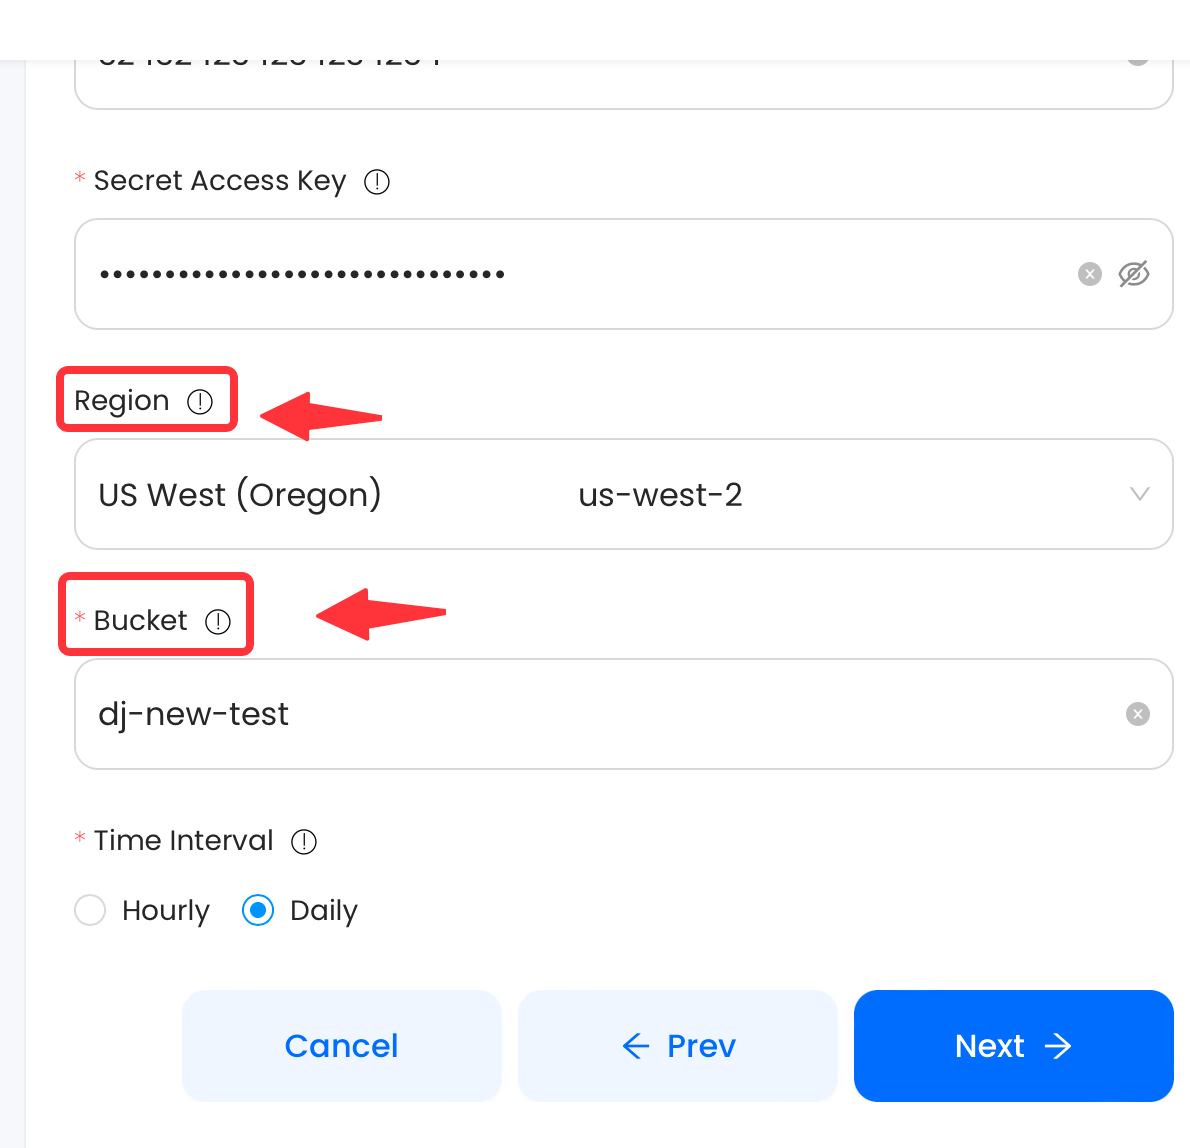 * Secret Access Key
•••••••••••••••••••••••••••••••
Region
US West (Oregon) us-west-2
* Bucket
dj-new-test
* Time Interval
Hourly Daily
Cancel ← Prev Next →